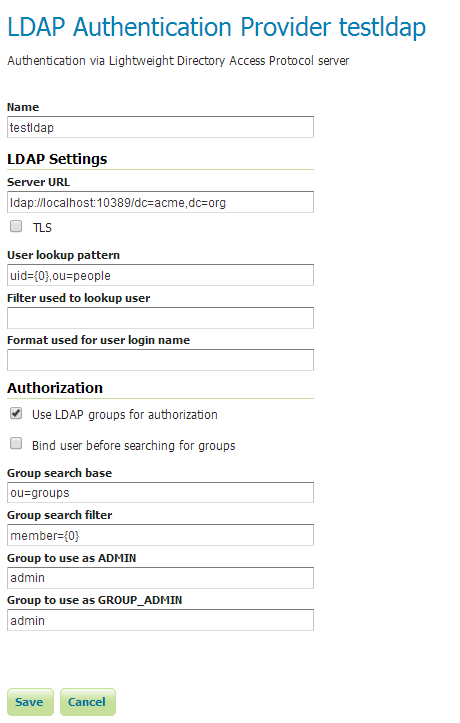 LDAP Authentication Provider testldap
Authentication via Lightweight Directory Access Protocol server
Name
testldap
LDAP Settings
Server URL
ldap://localhost:10389/dc=acme,dc=org
TLS
User lookup pattern
uid={0},ou=people
Filter used to lookup user
Format used for user login name
Authorization
Use LDAP groups for authorization
Bind user before searching for groups
Group search base
ou=groups
Group search filter
member={0}
Group to use as ADMIN
admin
Group to use as GROUP_ADMIN
admin
Save Cancel